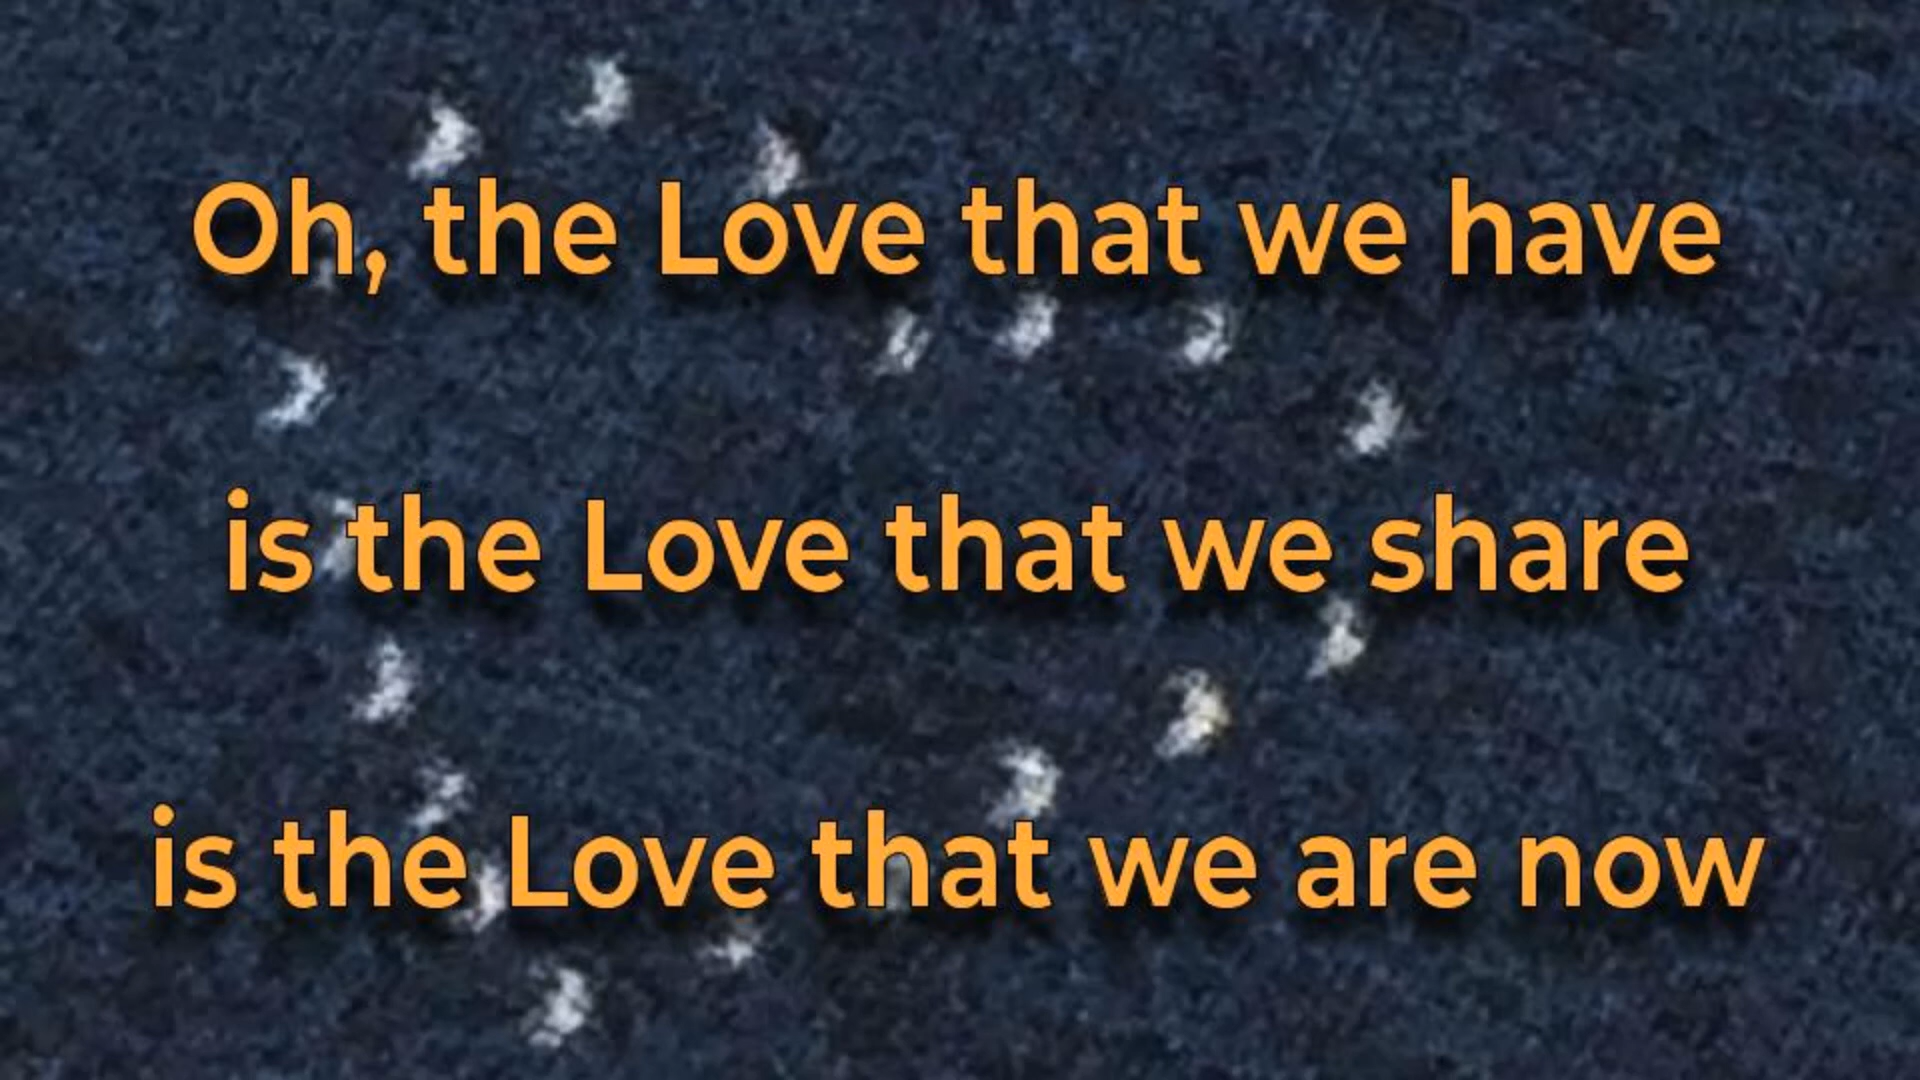 Oh, the Love that we have
is the Love that we share
is the Love that we are now